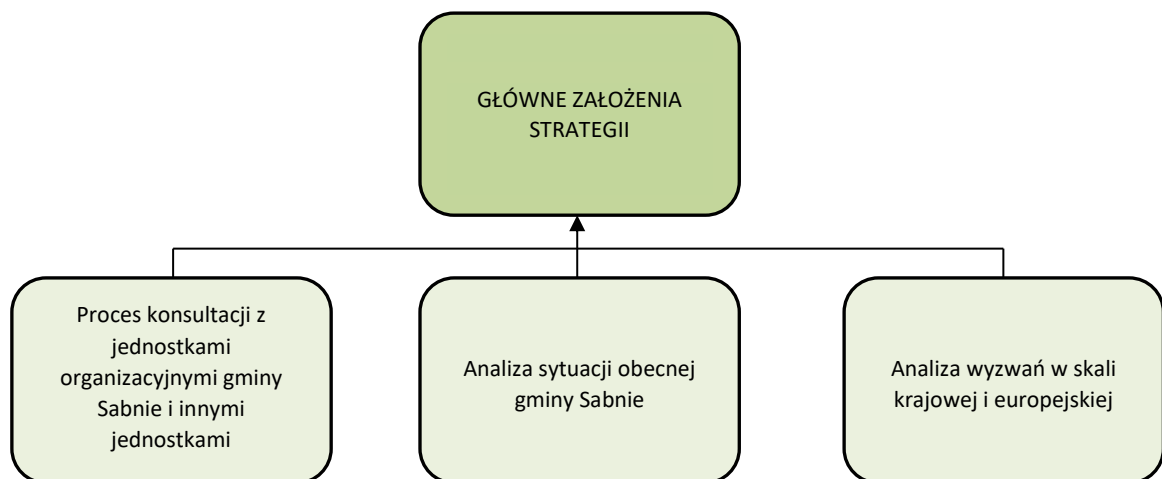 GŁÓWNE ZAŁOŻENIA
STRATEGII
Proces konsultacji z
jednostkami
organizacyjnymi gminy
Sabnie i innymi
jednostkami
Analiza sytuacji obecnej
gminy Sabnie
Analiza wyzwań w skali
krajowej i europejskiej